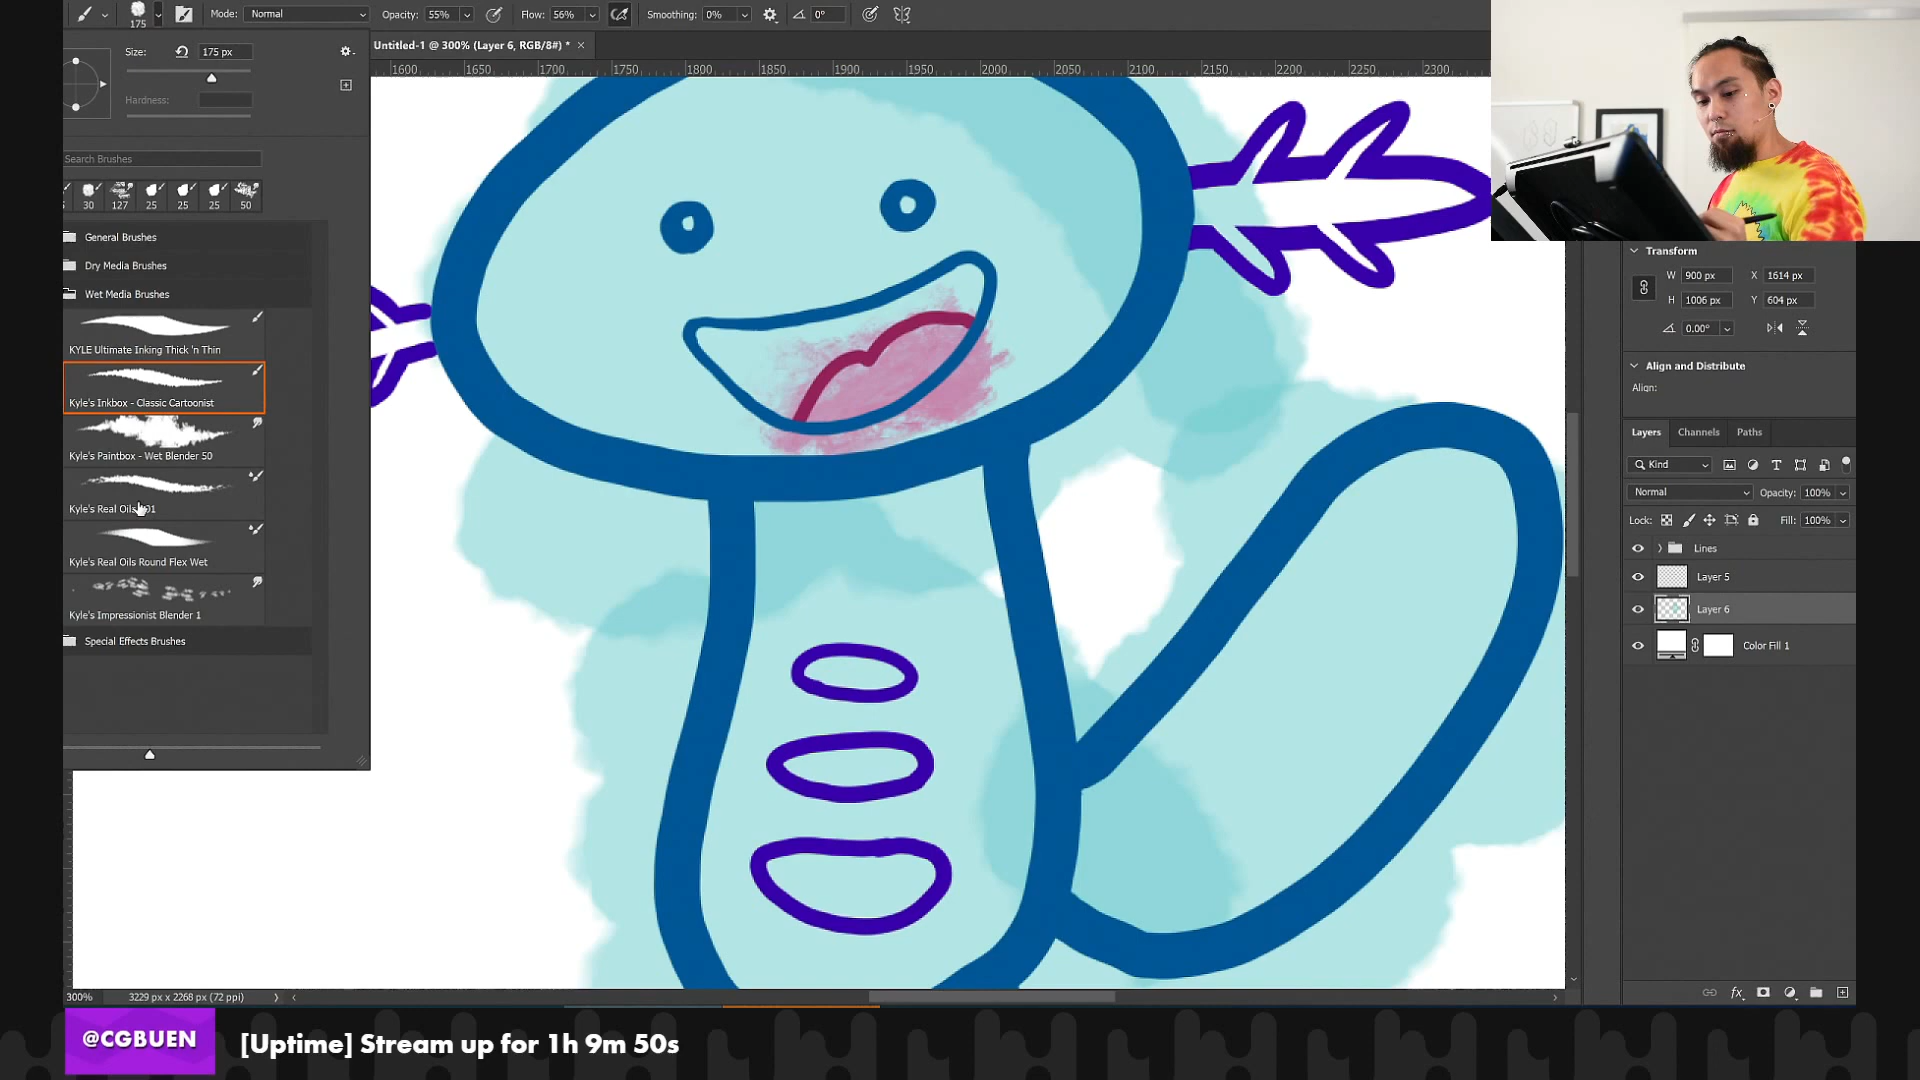 175
Mode: Normal
Opacity: 55%
Flow: 56%
Smoothing: 0%
0°
Size: 175 px
Hardness:
Search Brushes
30 127 25 25 25 50
General Brushes
Dry Media Brushes
Wet Media Brushes
KYLE Ultimate Inking Thick 'n Thin
Kyle's Inkbox - Classic Cartoonist
Kyle's Paintbox - Wet Blender 50
Kyle's Real Oils 01
Kyle's Real Oils Round Flex Wet
Kyle's Impressionist Blender 1
Special Effects Brushes
Untitled-1 @ 300% (Layer 6, RGB/8#) *
1600 1650 1700 1750 1800 1850 1900 1950 2000 2050 2100 2150 2200 2250 2300
Transform
W 900 px X 1614 px
H 1006 px Y 604 px
0.00°
Align and Distribute
Align:
Layers Channels Paths
Kind
Normal Opacity: 100%
Lock: Fill: 100%
Lines
Layer 5
Layer 6
Color Fill 1
fx
300% 3229 px x 2268 px (72 ppi)
@CGBUEN
[Uptime] Stream up for 1h 9m 50s